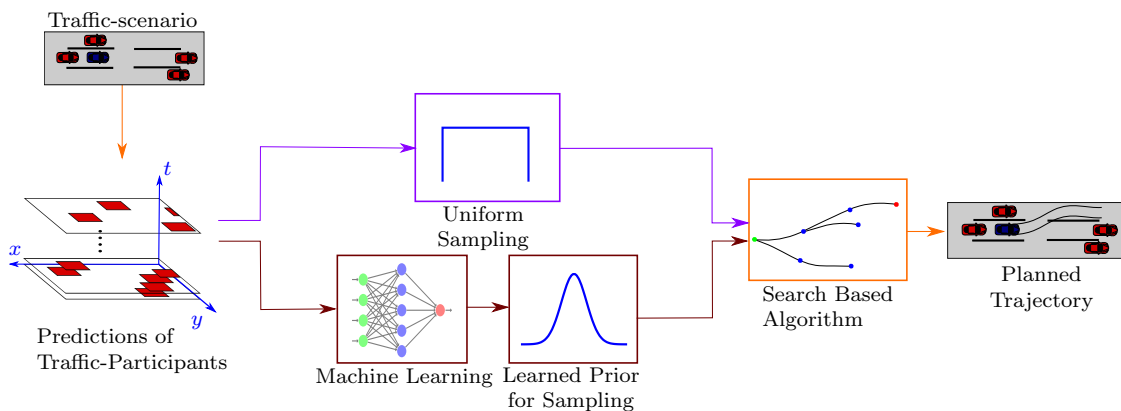 Traffic-scenario
t
x
y
Predictions of
Traffic-Participants
Uniform
Sampling
Machine Learning
Learned Prior
for Sampling
Search Based
Algorithm
Planned
Trajectory